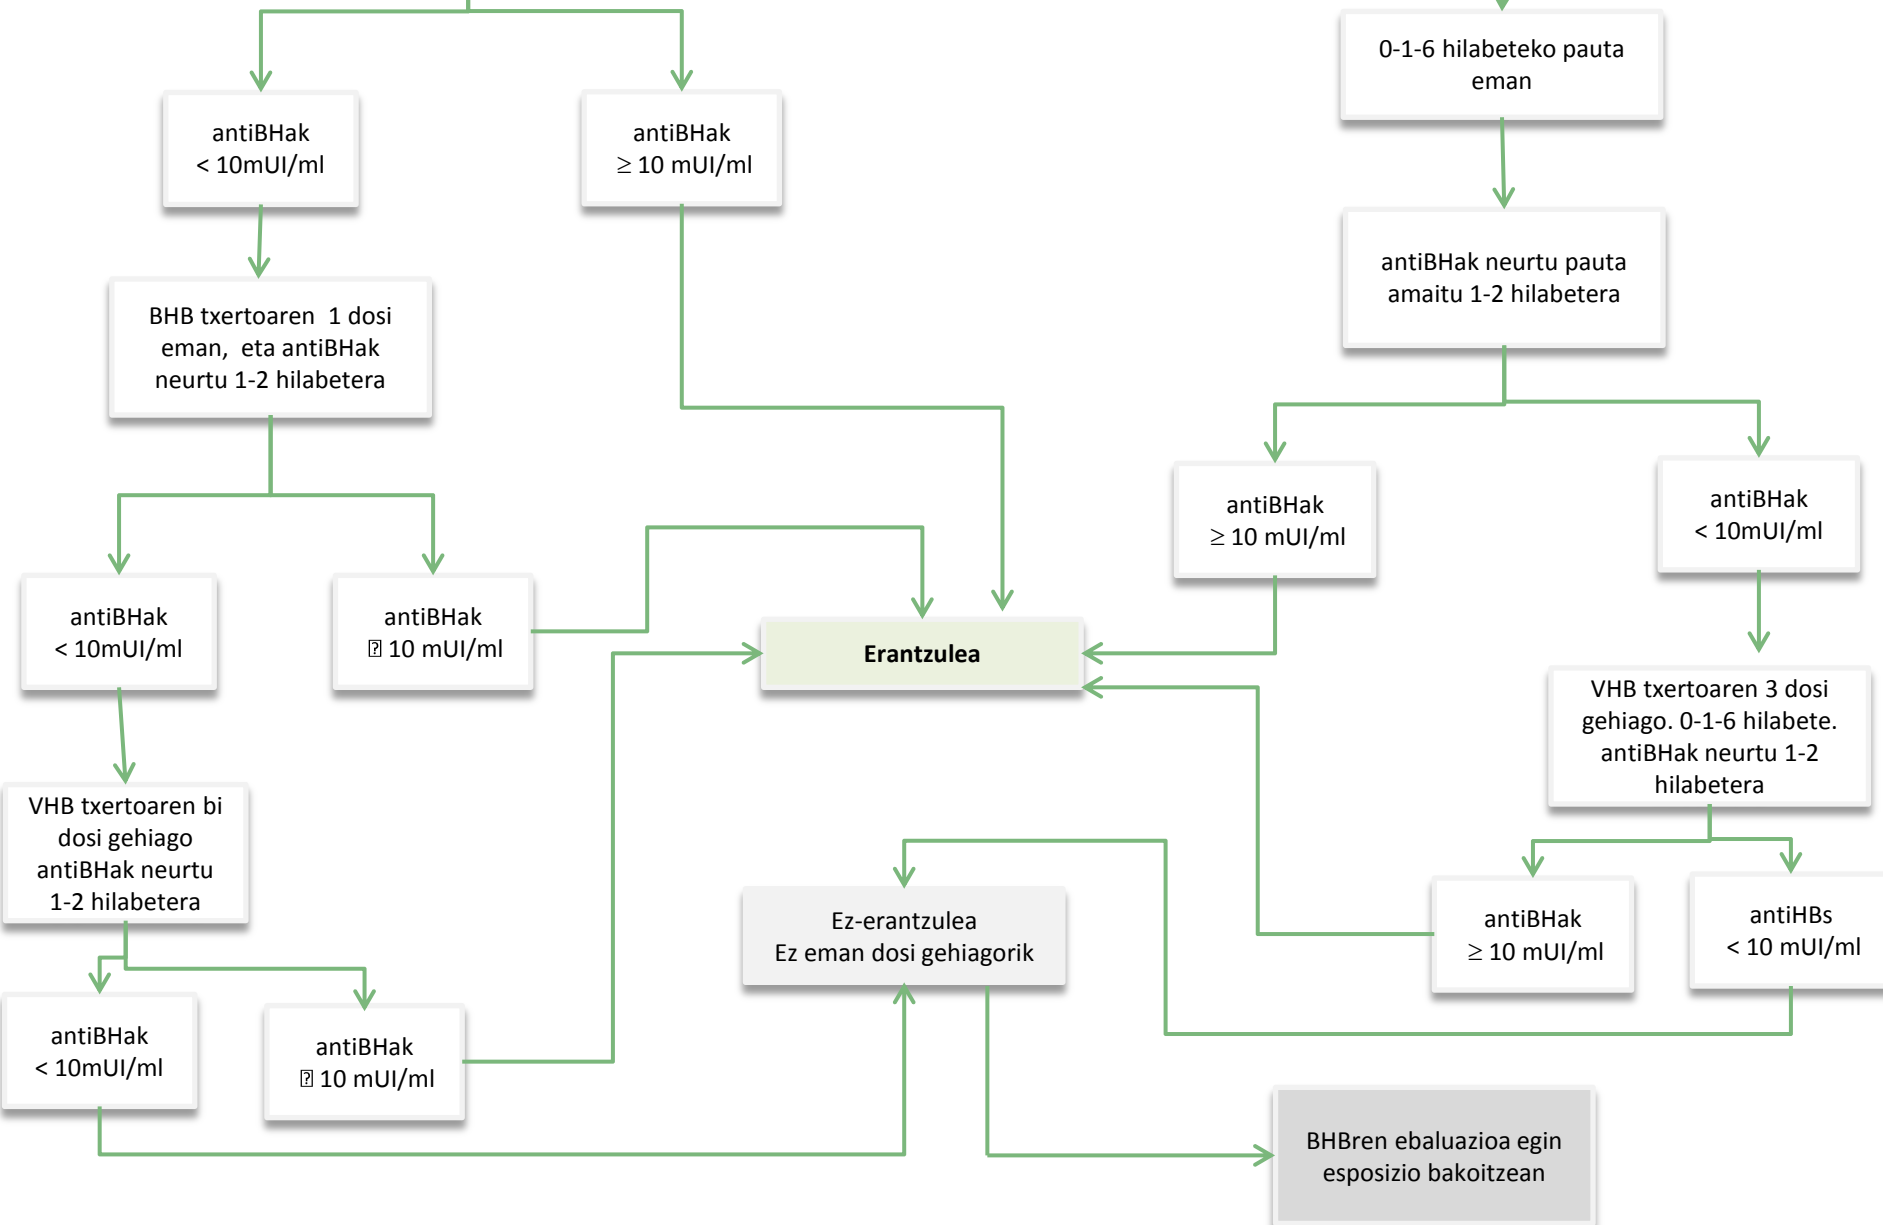 0-1-6 hilabeteko pauta
eman
antiBHak
< 10mUI/ml
antiBHak
≥ 10 mUI/ml
antiBHak neurtu pauta
amaitu 1-2 hilabetera
BHB txertoaren 1 dosi
eman, eta antiBHak
neurtu 1-2 hilabetera
antiBHak
≥ 10 mUI/ml
antiBHak
< 10mUI/ml
antiBHak
< 10mUI/ml
antiBHak
⍰ 10 mUI/ml
Erantzulea
VHB txertoaren 3 dosi
gehiago. 0-1-6 hilabete.
antiBHak neurtu 1-2
hilabetera
VHB txertoaren bi
dosi gehiago
antiBHak neurtu
1-2 hilabetera
Ez-erantzulea
Ez eman dosi gehiagorik
antiBHak
≥ 10 mUI/ml
antiHBs
< 10 mUI/ml
antiBHak
< 10mUI/ml
antiBHak
⍰ 10 mUI/ml
BHBren ebaluazioa egin
esposizio bakoitzean